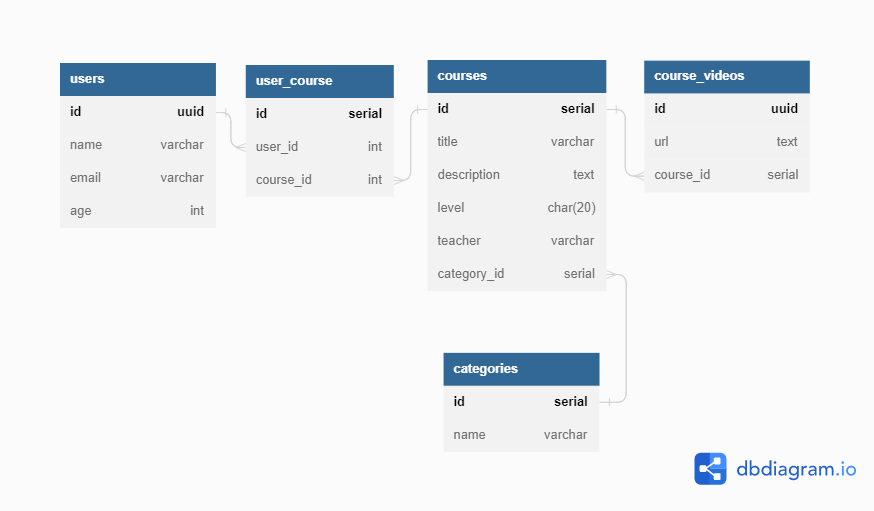 users
id uuid
name varchar
email varchar
age int
user_course
id serial
user_id int
course_id int
courses
id serial
title varchar
description text
level char(20)
teacher varchar
category_id serial
course_videos
id uuid
url text
course_id serial
categories
id serial
name varchar
dbdiagram.io